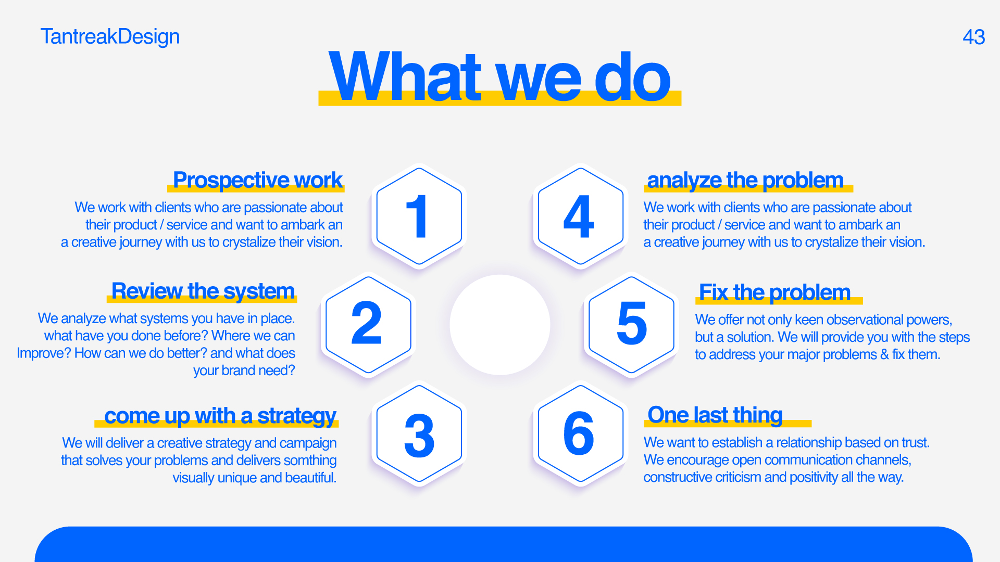 TantreakDesign
43
What we do
Prospective work
We work with clients who are passionate about
their product / service and want to ambark an
a creative journey with us to crystalize their vision.
1
Review the system
We analyze what systems you have in place.
what have you done before? Where we can
Improve? How can we do better? and what does
your brand need?
2
come up with a strategy
We will deliver a creative strategy and campaign
that solves your problems and delivers somthing
visually unique and beautiful.
3
4
analyze the problem
We work with clients who are passionate about
their product / service and want to ambark an
a creative journey with us to crystalize their vision.
5
Fix the problem
We offer not only keen observational powers,
but a solution. We will provide you with the steps
to address your major problems & fix them.
6
One last thing
We want to establish a relationship based on trust.
We encourage open communication channels,
constructive criticism and positivity all the way.